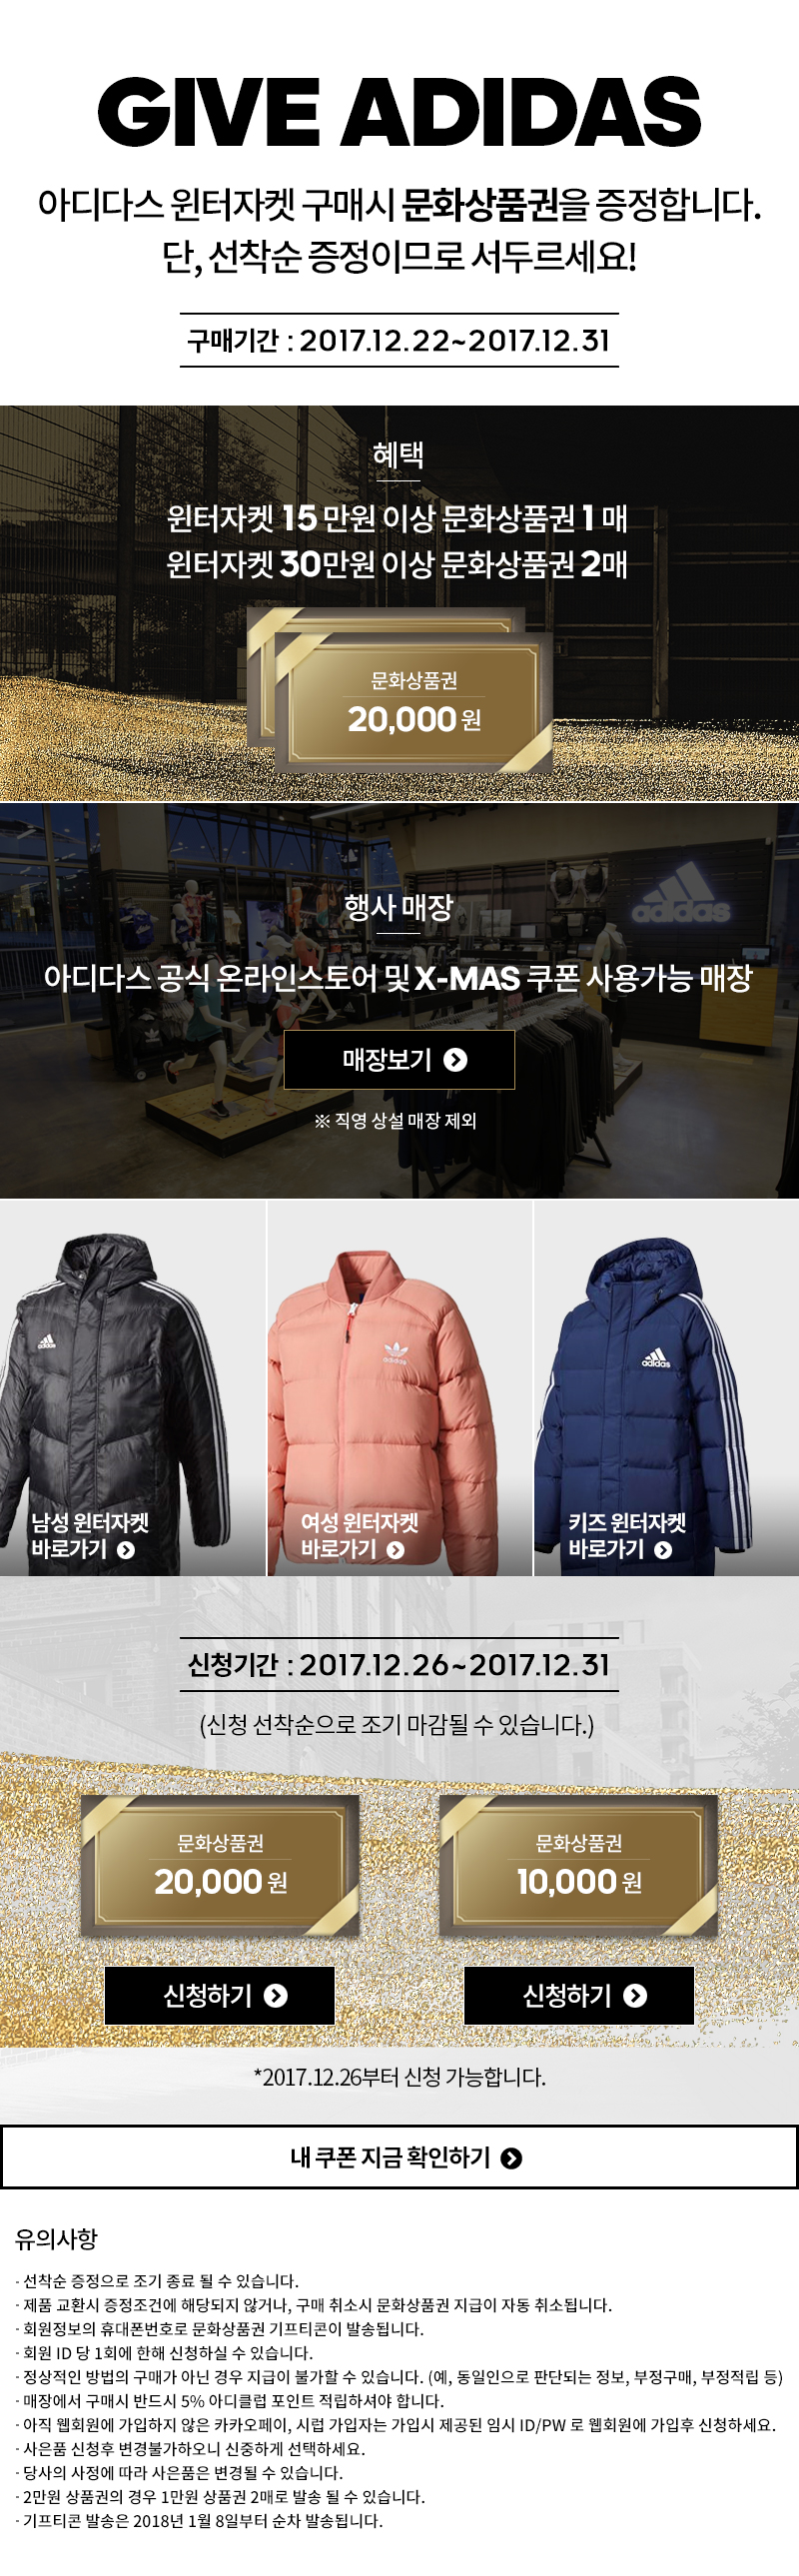 GIVE ADIDAS
아디다스 윈터자켓 구매시 문화상품권을 증정합니다.
단, 선착순 증정이므로 서두르세요!
구매기간 : 2017.12.22~2017.12.31
혜택
윈터자켓 15 만원 이상 문화상품권 1 매
윈터자켓 30만원 이상 문화상품권 2매
문화상품권
20,000 원
행사 매장
adidas
아디다스 공식 온라인스토어 및 X-MAS 쿠폰 사용가능 매장
매장보기
※ 직영 상설 매장 제외
adidas
adidas
adidas
남성 윈터자켓
바로가기
여성 윈터자켓
바로가기
키즈 윈터자켓
바로가기
신청기간 : 2017.12.26~2017.12.31
(신청 선착순으로 조기 마감될 수 있습니다.)
문화상품권
20,000 원
문화상품권
10,000 원
신청하기
신청하기
*2017.12.26부터 신청 가능합니다.
내 쿠폰 지금 확인하기
유의사항
· 선착순 증정으로 조기 종료 될 수 있습니다.
· 제품 교환시 증정조건에 해당되지 않거나, 구매 취소시 문화상품권 지급이 자동 취소됩니다.
· 회원정보의 휴대폰번호로 문화상품권 기프티콘이 발송됩니다.
· 회원 ID 당 1회에 한해 신청하실 수 있습니다.
· 정상적인 방법의 구매가 아닌 경우 지급이 불가할 수 있습니다. (예, 동일인으로 판단되는 정보, 부정구매, 부정적립 등)
· 매장에서 구매시 반드시 5% 아디클럽 포인트 적립하셔야 합니다.
· 아직 웹회원에 가입하지 않은 카카오페이, 시럽 가입자는 가입시 제공된 임시 ID/PW 로 웹회원에 가입후 신청하세요.
· 사은품 신청후 변경불가하오니 신중하게 선택하세요.
· 당사의 사정에 따라 사은품은 변경될 수 있습니다.
· 2만원 상품권의 경우 1만원 상품권 2매로 발송 될 수 있습니다.
· 기프티콘 발송은 2018년 1월 8일부터 순차 발송됩니다.